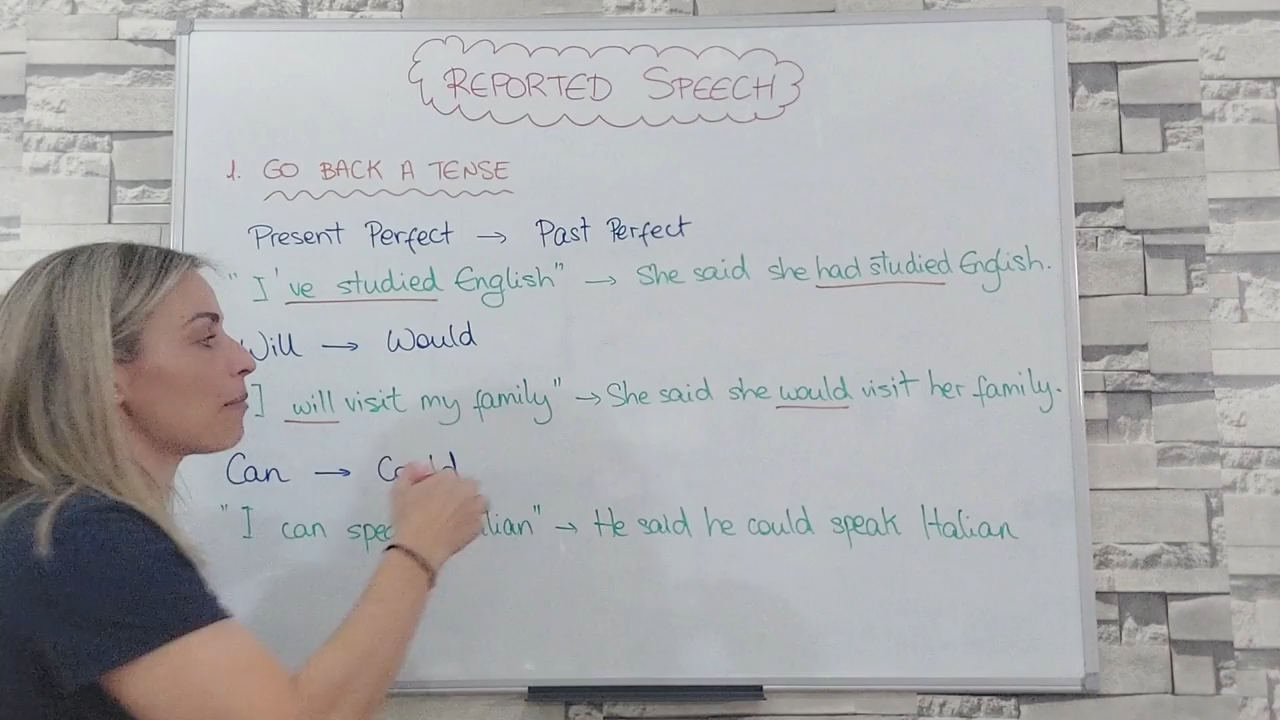 REPORTED SPEECH
1. GO BACK A TENSE
Present Perfect → Past Perfect
"I've studied English" → She said she had studied English.
Will → Would
I will visit my family" → She said she would visit her family.
Can →
"I can → He said he could speak Italian